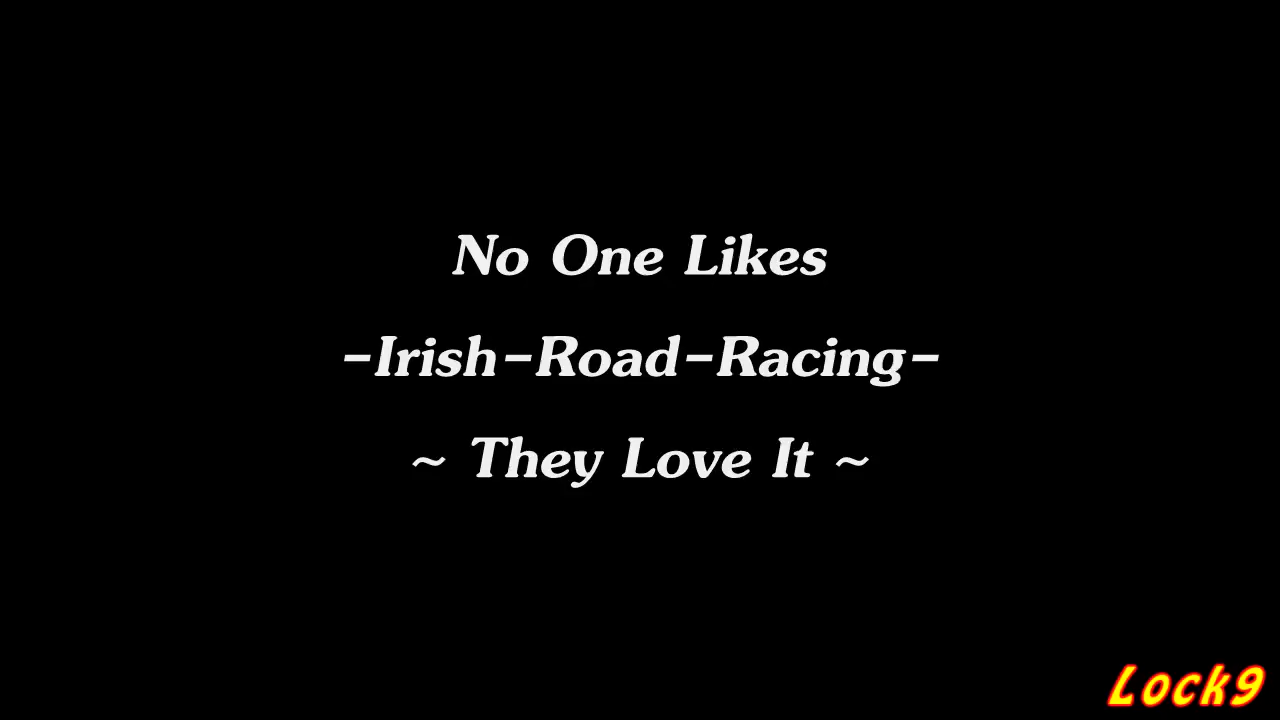 No One Likes
-Irish-Road-Racing-
~ They Love It ~
Lock9